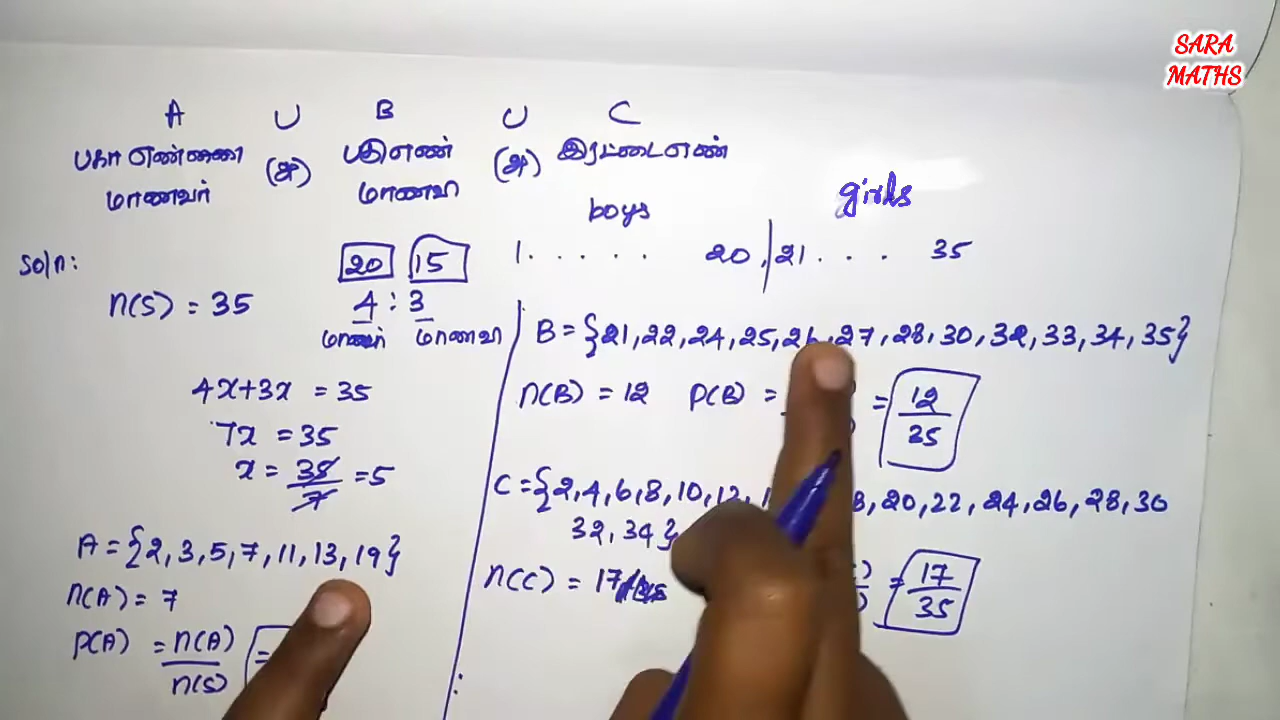 SARA
MATHS
A U B U C
பகா எண்ணை (அ) பகுஎண் (அ) இரட்டைஎண்
மாணவர் மாணவி
boys girls
soln: 20 15 1 . . . . . 20, 21 . . . 35
n(S) = 35 4 : 3
மாணவர் மாணவி
4x+3x = 35
7x = 35
x = 35/7 = 5
A = {2, 3, 5, 7, 11, 13, 19}
n(A) = 7
P(A) = n(A)/n(S) =
B = {21, 22, 24, 25, 26, 27, 28, 30, 32, 33, 34, 35}
n(B) = 12 P(B) = = 12/35
C = {2, 4, 6, 8, 10, 12, 20, 22, 24, 26, 28, 30
32, 34}
n(C) = 17 = 17/35